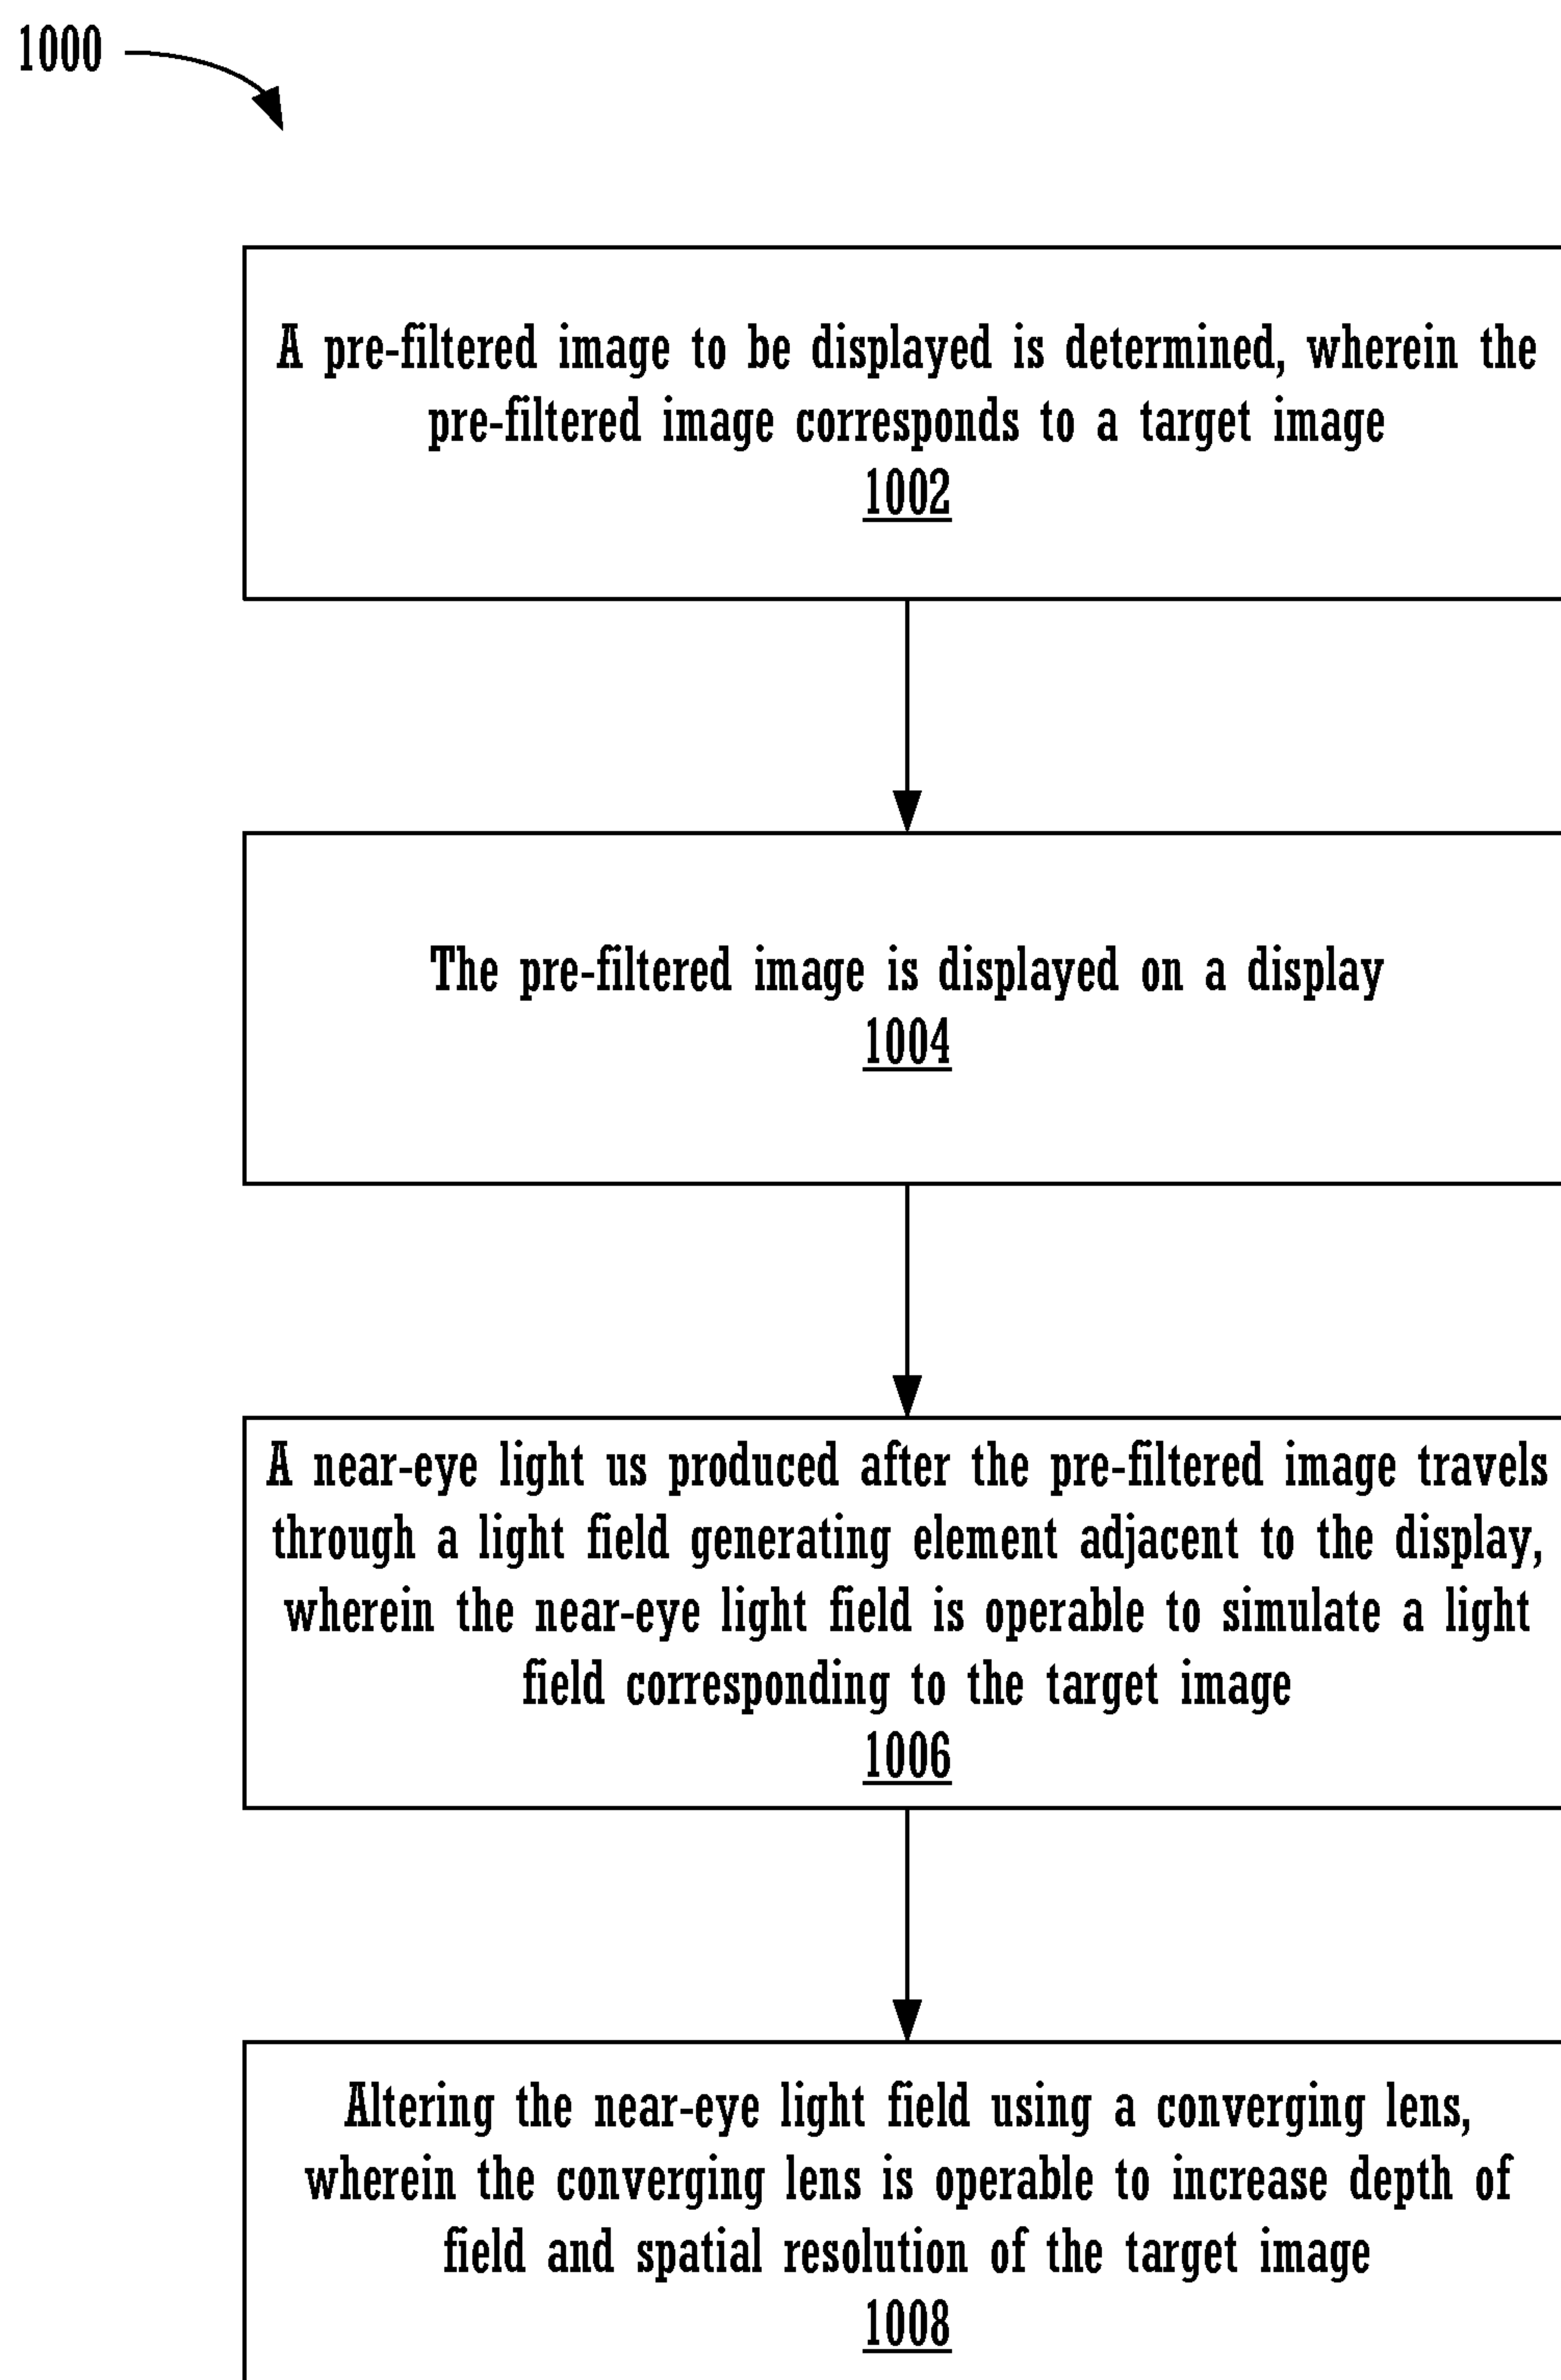 1000
A pre-filtered image to be displayed is determined, wherein the
pre-filtered image corresponds to a target image
1002
The pre-filtered image is displayed on a display
1004
A near-eye light us produced after the pre-filtered image travels
through a light field generating element adjacent to the display,
wherein the near-eye light field is operable to simulate a light
field corresponding to the target image
1006
Altering the near-eye light field using a converging lens,
wherein the converging lens is operable to increase depth of
field and spatial resolution of the target image
1008